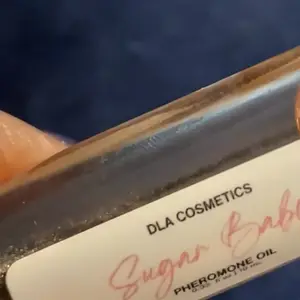 DLA COSMETICS
Sugar Babe
PHEROMONE OIL